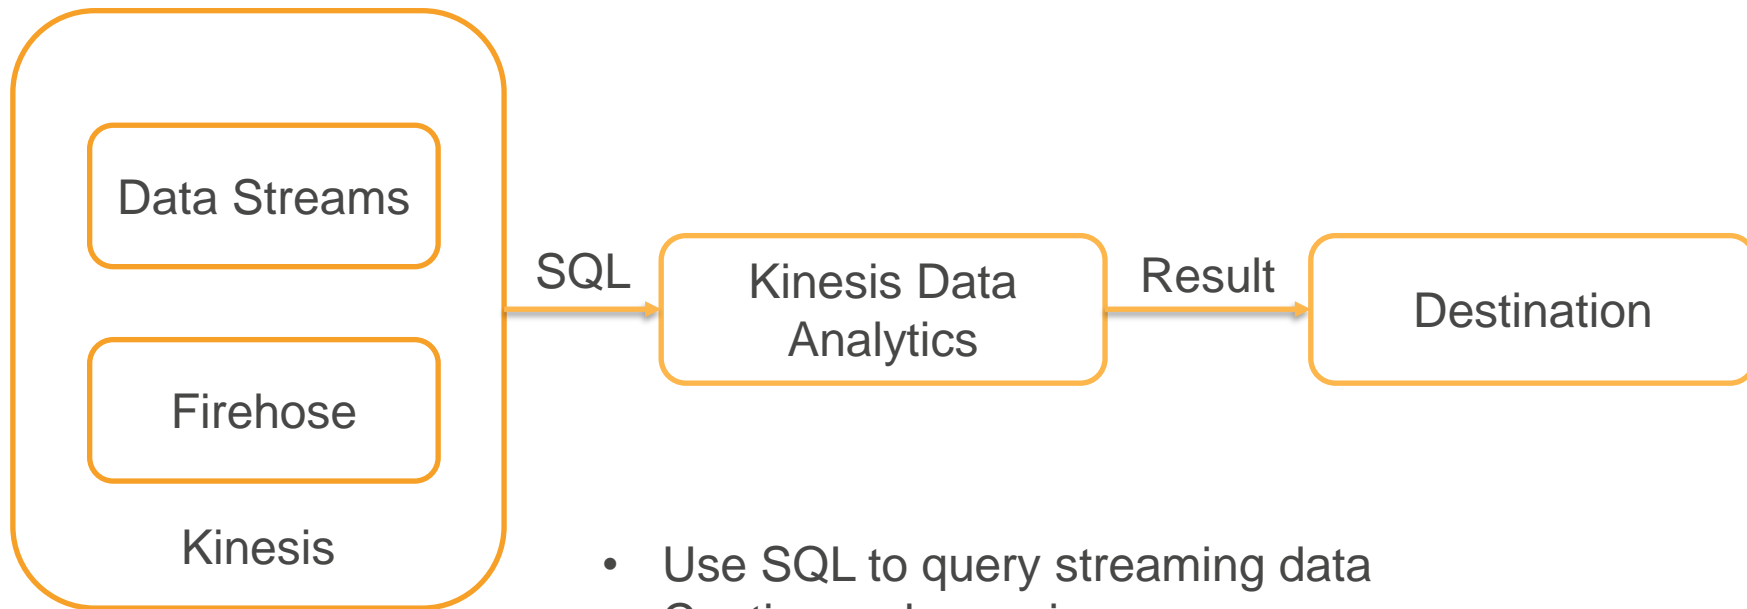 Data Streams
Firehose
Kinesis
SQL
Kinesis Data
Analytics
Result
Destination
• Use SQL to query streaming data